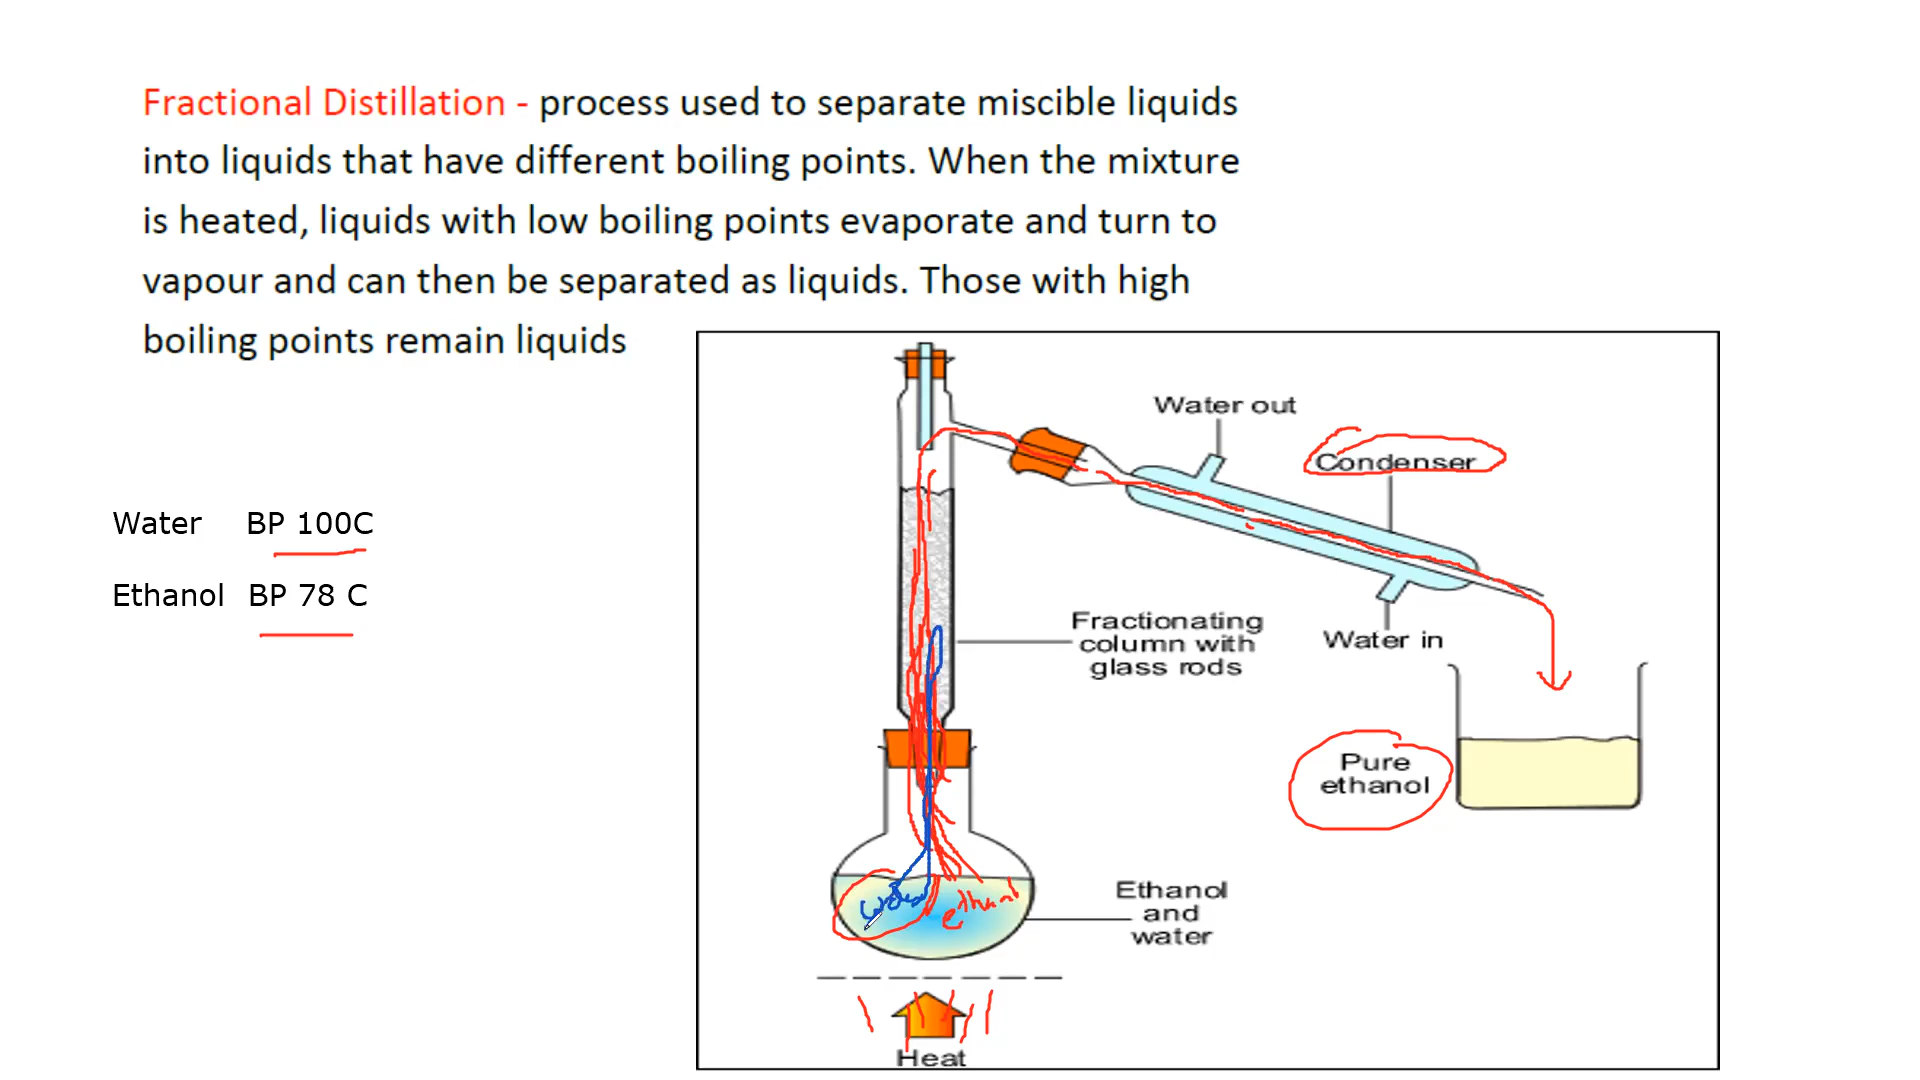 Fractional Distillation - process used to separate miscible liquids
into liquids that have different boiling points. When the mixture
is heated, liquids with low boiling points evaporate and turn to
vapour and can then be separated as liquids. Those with high
boiling points remain liquids
Water BP 100C
Ethanol BP 78 C
Water out
Condenser
Fractionating
column with
glass rods
Water in
Pure
ethanol
water
ethanol
Ethanol
and
water
Heat